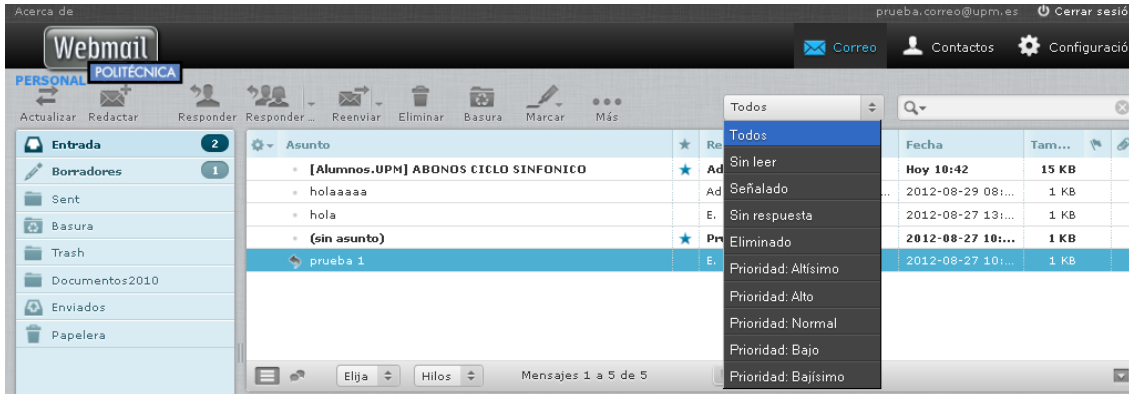 Acerca de prueba.correo@upm.es Cerrar sesió
Webmail
POLITÉCNICA
PERSONAL
Correo Contactos Configuració
Actualizar Redactar Responder Responder ... Reenviar Eliminar Basura Marcar Más
Todos
Entrada 2
Borradores 1
Sent
Basura
Trash
Documentos2010
Enviados
Papelera
Asunto Re Fecha Tam...
[Alumnos.UPM] ABONOS CICLO SINFONICO Ad Hoy 10:42 15 KB
holaaaaa Ad ... 2012-08-29 08:... 1 KB
hola E. 2012-08-27 13:... 1 KB
(sin asunto) Pru 2012-08-27 10:... 1 KB
prueba 1 E. 2012-08-27 10:... 1 KB
Todos
Sin leer
Señalado
Sin respuesta
Eliminado
Prioridad: Altísimo
Prioridad: Alto
Prioridad: Normal
Prioridad: Bajo
Prioridad: Bajísimo
Elija Hilos Mensajes 1 a 5 de 5